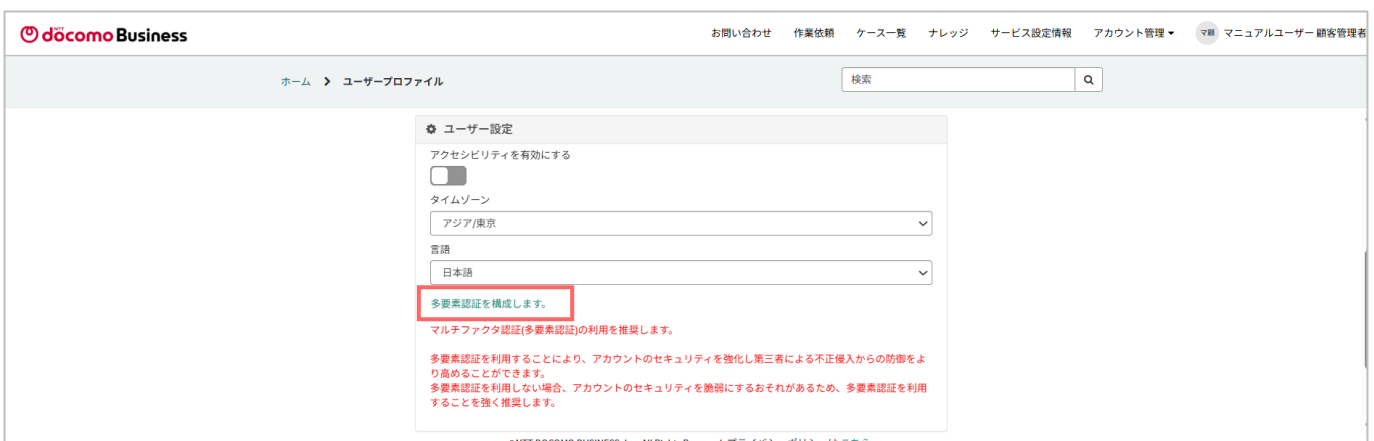 NTT
döcomo Business
お問い合わせ 作業依頼 ケース一覧 ナレッジ サービス設定情報 アカウント管理 マ顧 マニュアルユーザー 顧客管理者
ホーム ユーザープロファイル 検索
ユーザー設定
アクセシビリティを有効にする
タイムゾーン
アジア/東京
言語
日本語
多要素認証を構成します。
マルチファクタ認証(多要素認証)の利用を推奨します。
多要素認証を利用することにより、アカウントのセキュリティを強化し第三者による不正侵入からの防御をよ
り高めることができます。
多要素認証を利用しない場合、アカウントのセキュリティを脆弱にするおそれがあるため、多要素認証を利用
することを強く推奨します。